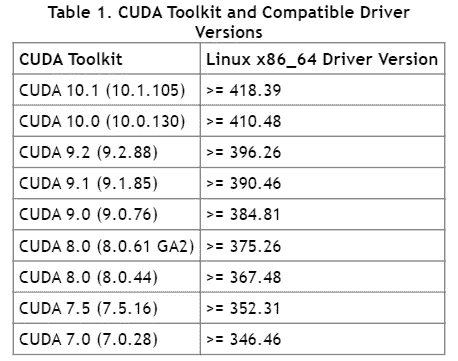 Table 1. CUDA Toolkit and Compatible Driver
Versions
CUDA Toolkit Linux x86_64 Driver Version
CUDA 10.1 (10.1.105) >= 418.39
CUDA 10.0 (10.0.130) >= 410.48
CUDA 9.2 (9.2.88) >= 396.26
CUDA 9.1 (9.1.85) >= 390.46
CUDA 9.0 (9.0.76) >= 384.81
CUDA 8.0 (8.0.61 GA2) >= 375.26
CUDA 8.0 (8.0.44) >= 367.48
CUDA 7.5 (7.5.16) >= 352.31
CUDA 7.0 (7.0.28) >= 346.46